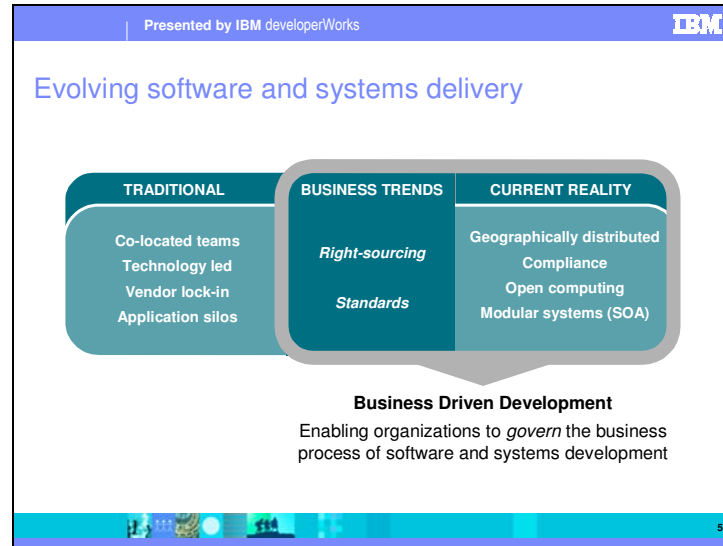 Presented by IBM developerWorks
IBM
Evolving software and systems delivery
TRADITIONAL
Co-located teams
Technology led
Vendor lock-in
Application silos
BUSINESS TRENDS
Right-sourcing
Standards
CURRENT REALITY
Geographically distributed
Compliance
Open computing
Modular systems (SOA)
Business Driven Development
Enabling organizations to govern the business
process of software and systems development
5